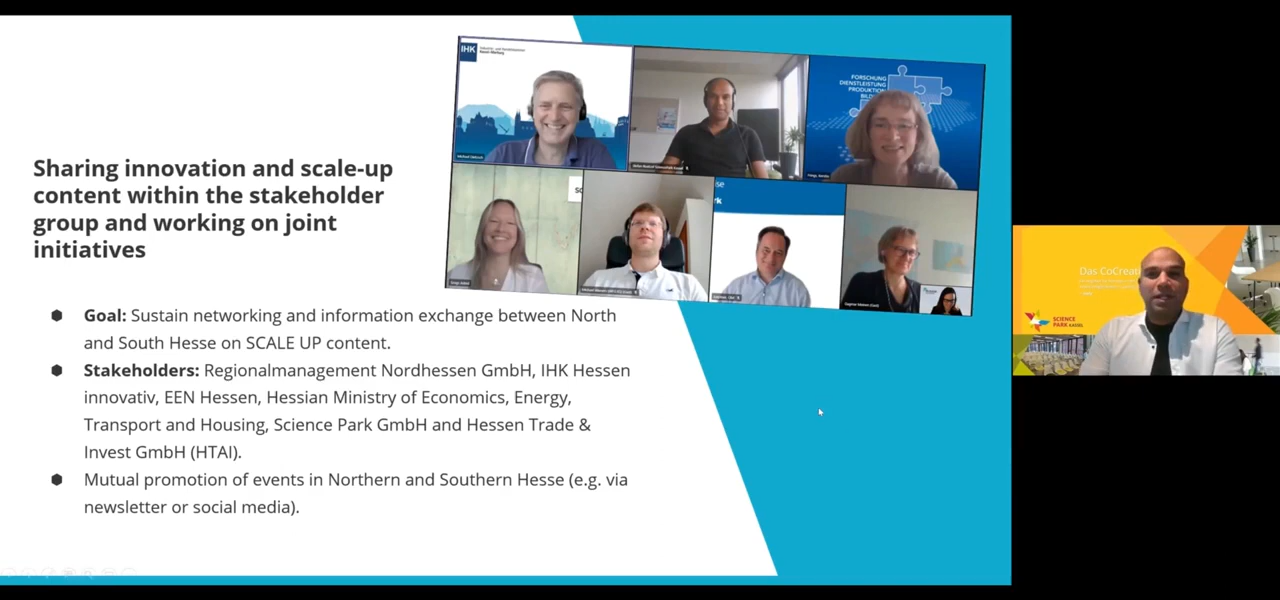 Sharing innovation and scale-up
content within the stakeholder
group and working on joint
initiatives
Goal: Sustain networking and information exchange between North
and South Hesse on SCALE UP content.
Stakeholders: Regionalmanagement Nordhessen GmbH, IHK Hessen
innovativ, EEN Hessen, Hessian Ministry of Economics, Energy,
Transport and Housing, Science Park GmbH and Hessen Trade &
Invest GmbH (HTAI).
Mutual promotion of events in Northern and Southern Hesse (e.g. via
newsletter or social media).
IHK
FORSCHUNG
DIENSTLEISTUNG
PRODUKTION
Das CoCreat
SCIENCE
PARK KASSEL